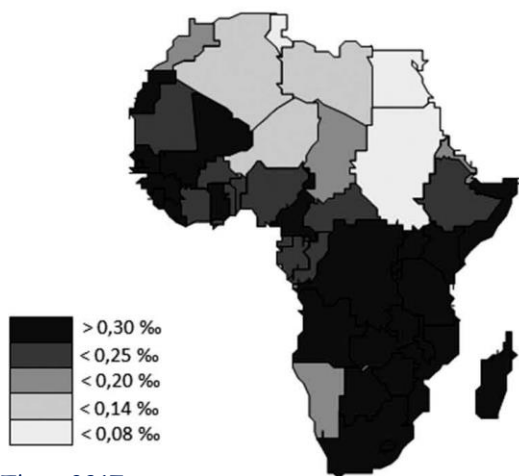 > 0,30 ‰
< 0,25 ‰
< 0,20 ‰
< 0,14 ‰
< 0,08 ‰